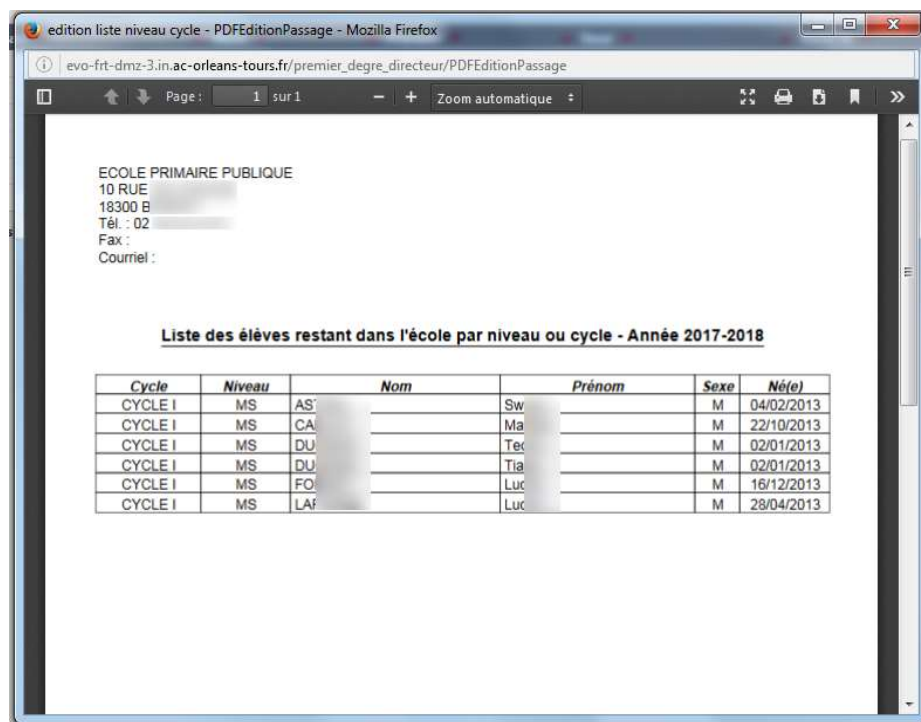 edition liste niveau cycle - PDFEditionPassage - Mozilla Firefox
evo-frt-dmz-3.in.ac-orleans-tours.fr/premier_degre_directeur/PDFEditionPassage
Page : 1 sur 1 − + Zoom automatique
ECOLE PRIMAIRE PUBLIQUE
10 RUE
18300 B
Tél. : 02
Fax :
Courriel :
Liste des élèves restant dans l'école par niveau ou cycle - Année 2017-2018
Cycle Niveau Nom Prénom Sexe Né(e)
CYCLE I MS AST Sw M 04/02/2013
CYCLE I MS CA Ma M 22/10/2013
CYCLE I MS DU Teo M 02/01/2013
CYCLE I MS DU Tia M 02/01/2013
CYCLE I MS FO Luc M 16/12/2013
CYCLE I MS LAF Luc M 28/04/2013